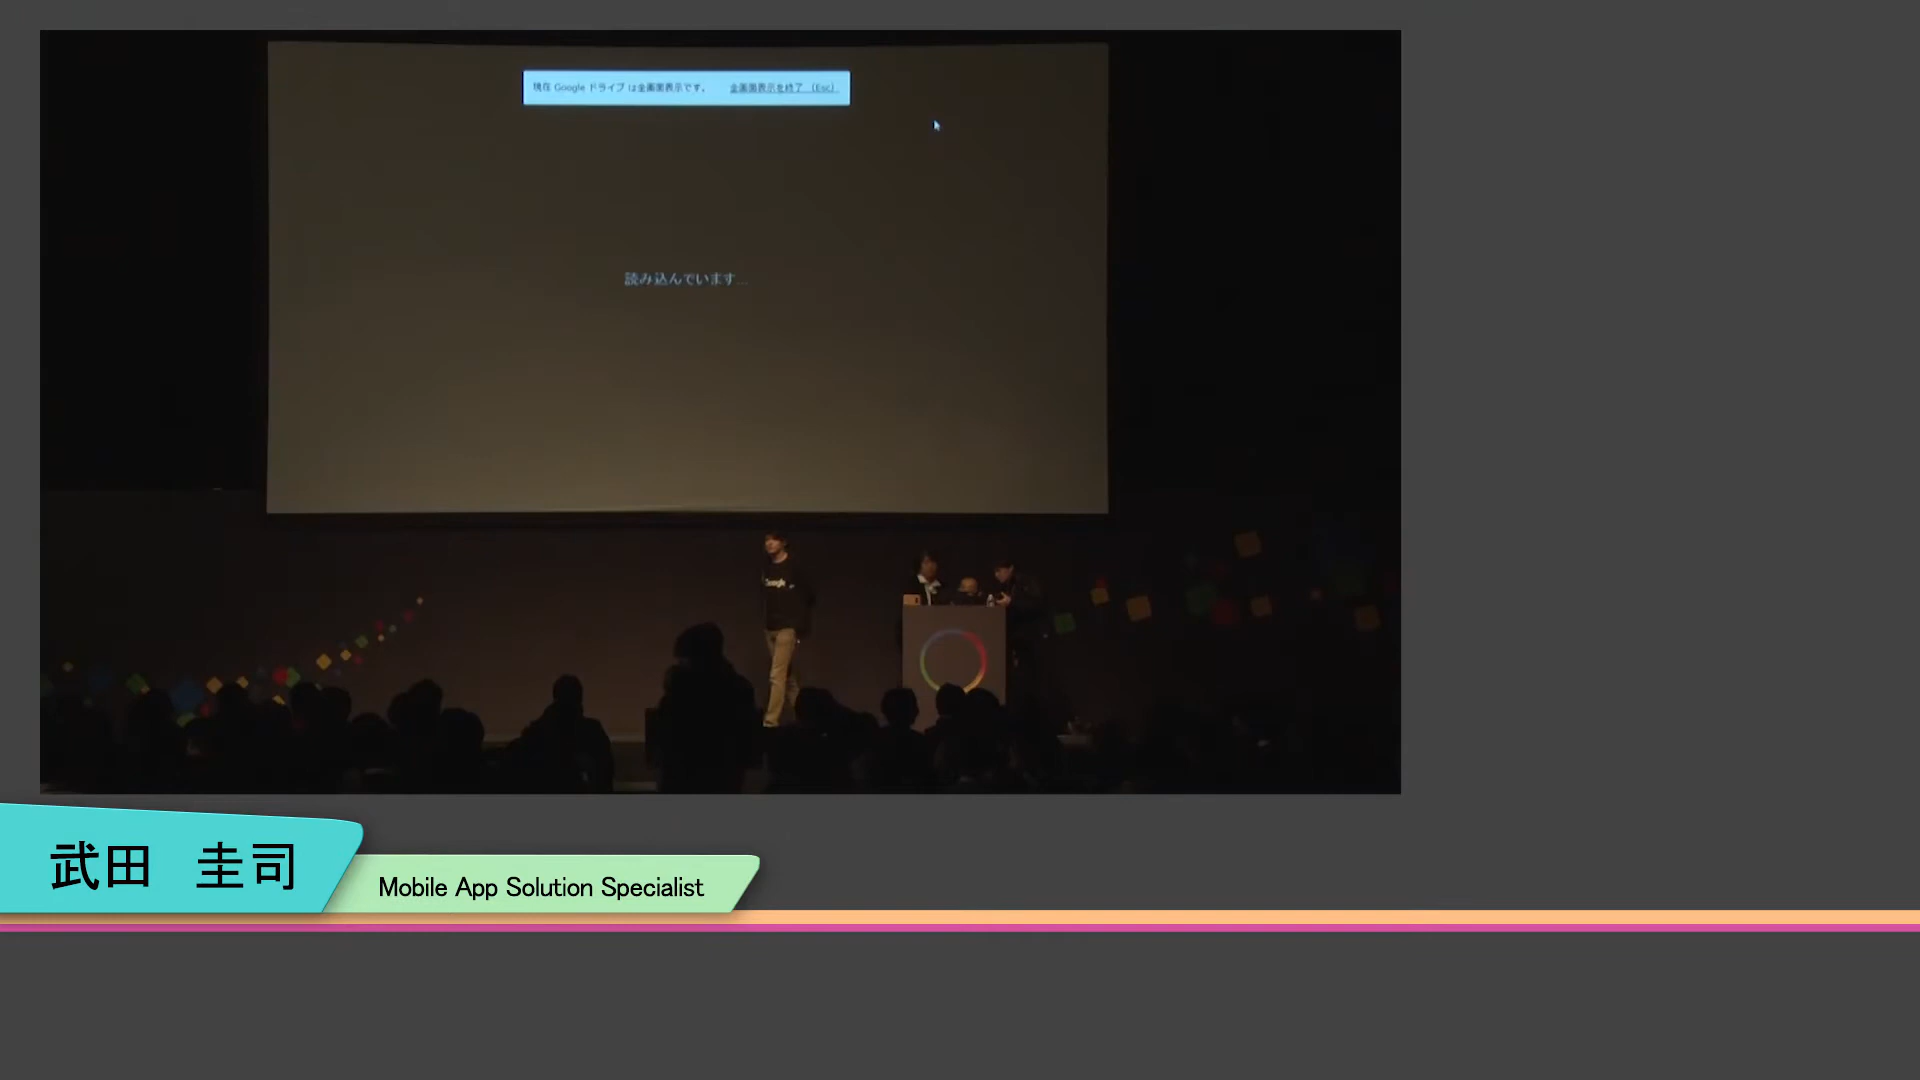 現在 Google ドライブ は全画面表示です。 全画面表示を終了 (Esc)
読み込んでいます...
Google
武田 圭司
Mobile App Solution Specialist